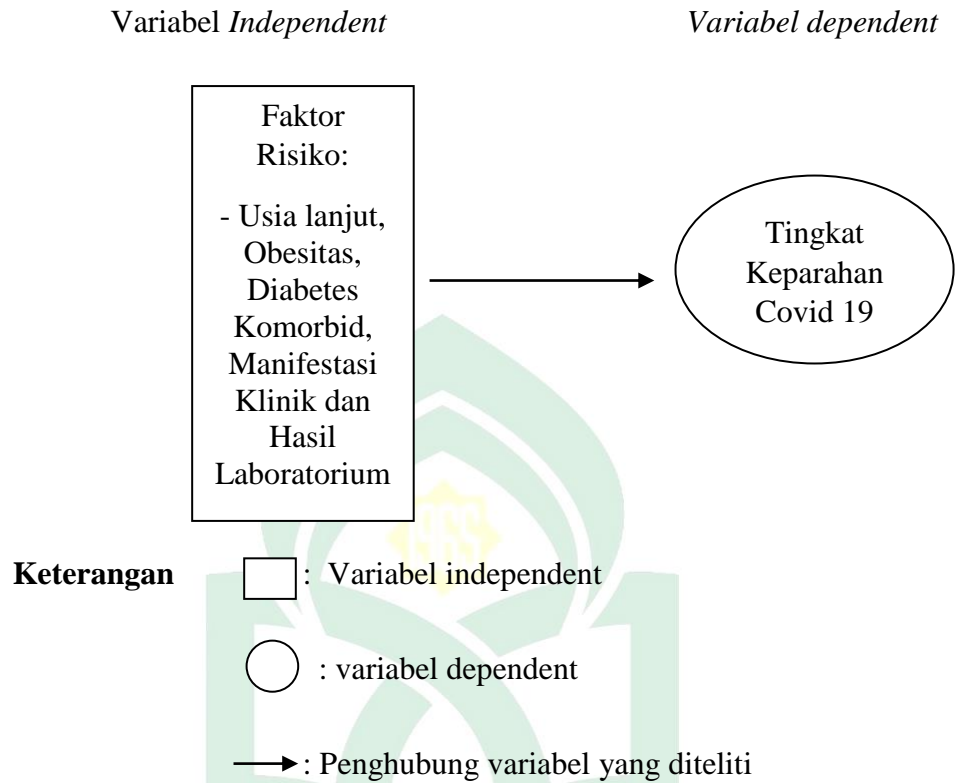 Variabel Independent Variabel dependent
Faktor
Risiko:
- Usia lanjut,
Obesitas,
Diabetes
Komorbid,
Manifestasi
Klinik dan
Hasil
Laboratorium
Tingkat
Keparahan
Covid 19
Keterangan : Variabel independent
: variabel dependent
: Penghubung variabel yang diteliti